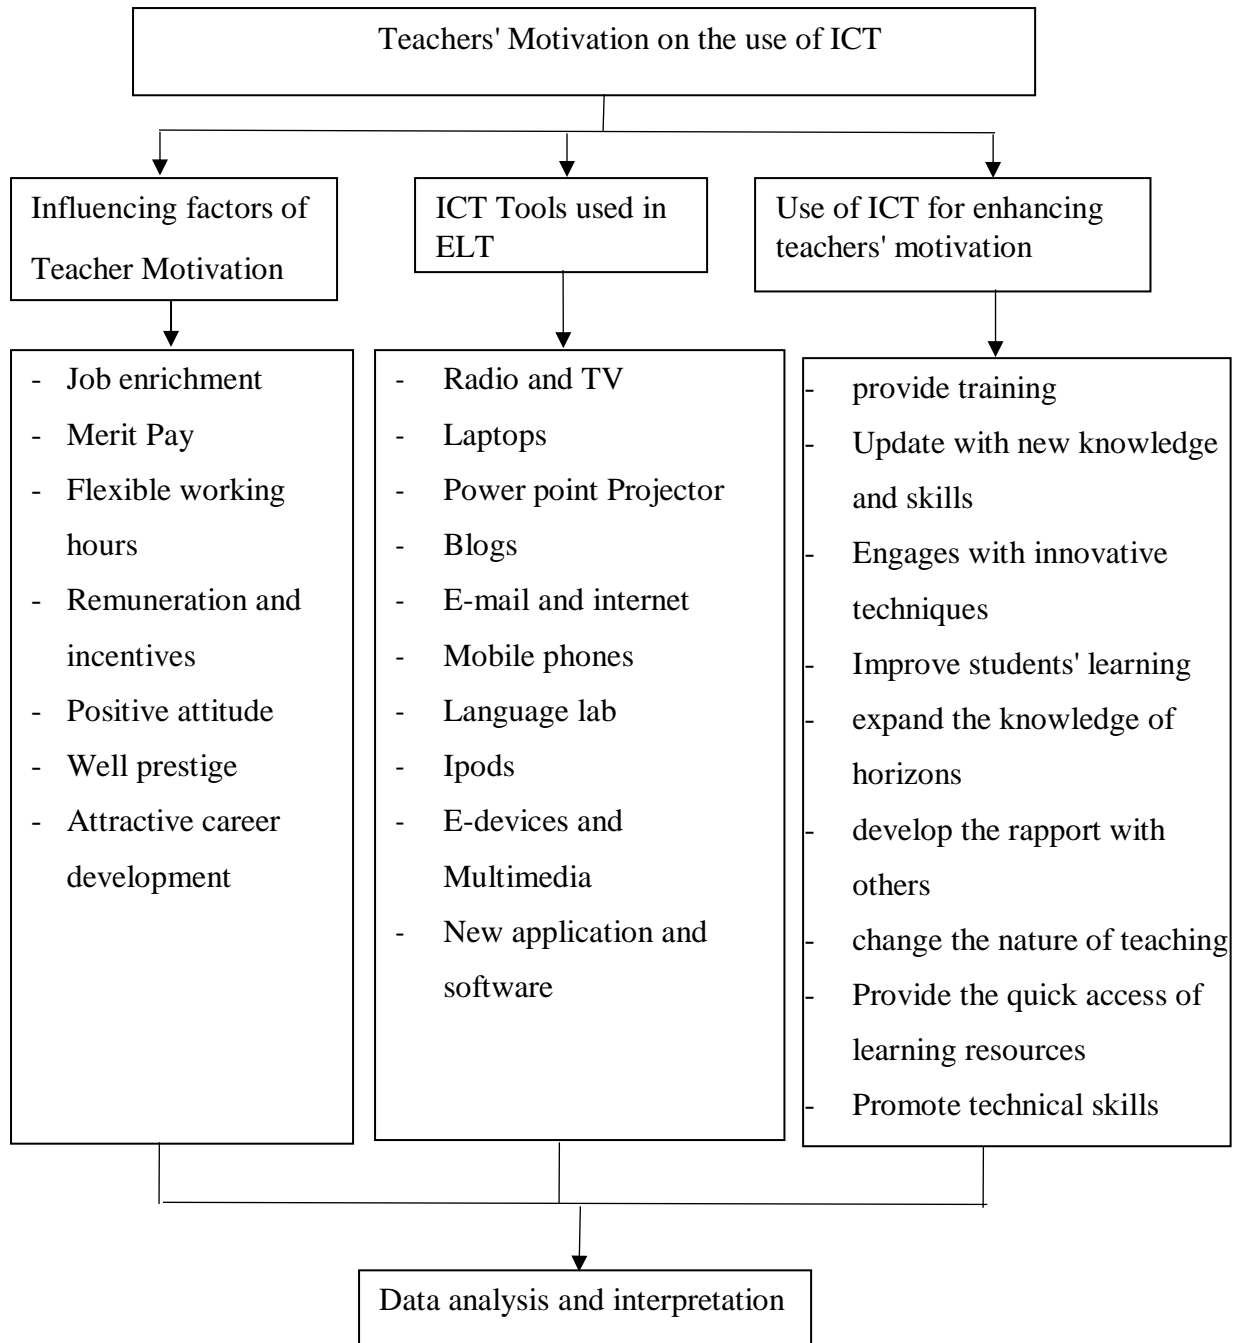 Teachers' Motivation on the use of ICT
Influencing factors of
Teacher Motivation
ICT Tools used in
ELT
Use of ICT for enhancing
teachers' motivation
- Job enrichment
- Merit Pay
- Flexible working
hours
- Remuneration and
incentives
- Positive attitude
- Well prestige
- Attractive career
development
- Radio and TV
- Laptops
- Power point Projector
- Blogs
- E-mail and internet
- Mobile phones
- Language lab
- Ipods
- E-devices and
Multimedia
- New application and
software
- provide training
- Update with new knowledge
and skills
- Engages with innovative
techniques
- Improve students' learning
- expand the knowledge of
horizons
- develop the rapport with
others
- change the nature of teaching
- Provide the quick access of
learning resources
- Promote technical skills
Data analysis and interpretation